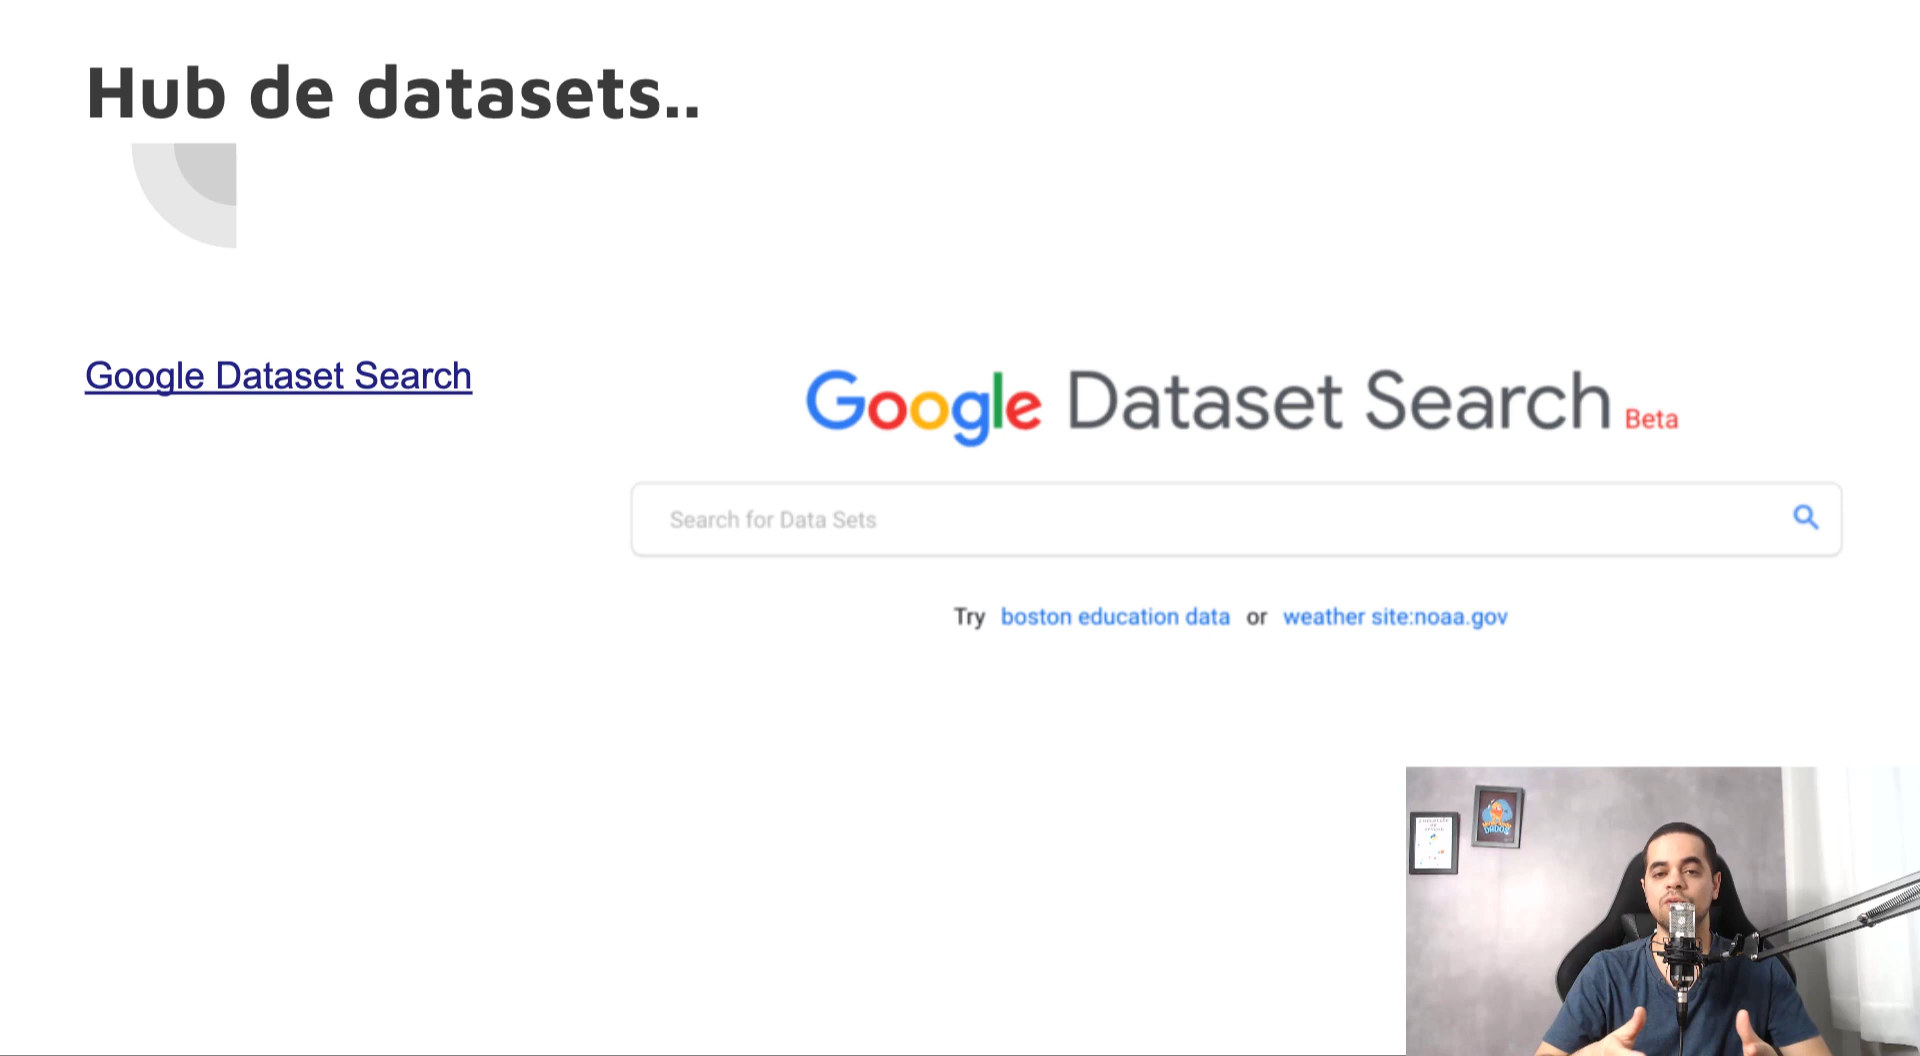 Hub de datasets..
Google Dataset Search
Google Dataset Search Beta
Search for Data Sets
Try boston education data or weather site:noaa.gov
DADOS